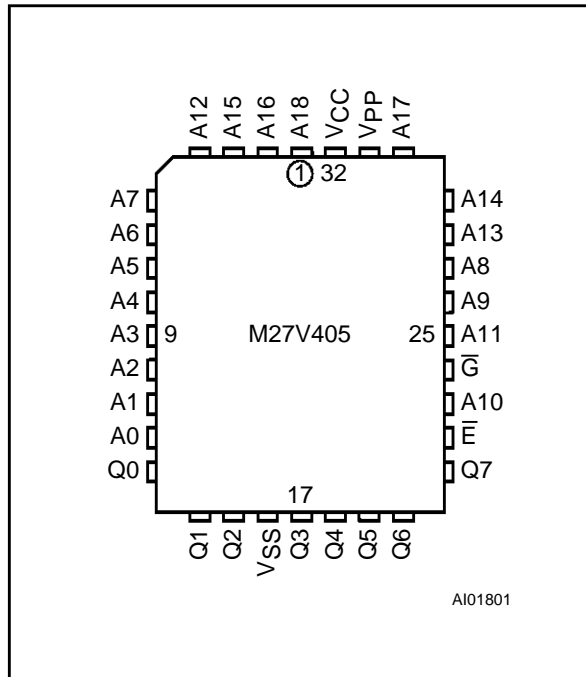 A12 A15 A16 A18 VCC VPP A17
1 32
A7 A14
A6 A13
A5 A8
A4 A9
A3 9 M27V405 25 A11
A2 G̅
A1 A10
A0 E̅
Q0 Q7
17
Q1 Q2 VSS Q3 Q4 Q5 Q6
AI01801